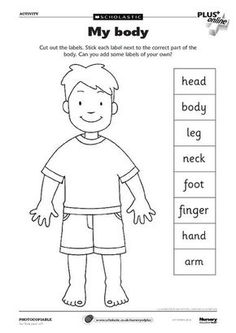 ACTIVITY
SCHOLASTIC
PLUS+
online
My body
Cut out the labels. Stick each label next to the correct part of the
body. Can you add some labels of your own?
head
body
leg
neck
foot
finger
hand
arm
PHOTOCOPIABLE
Nursery